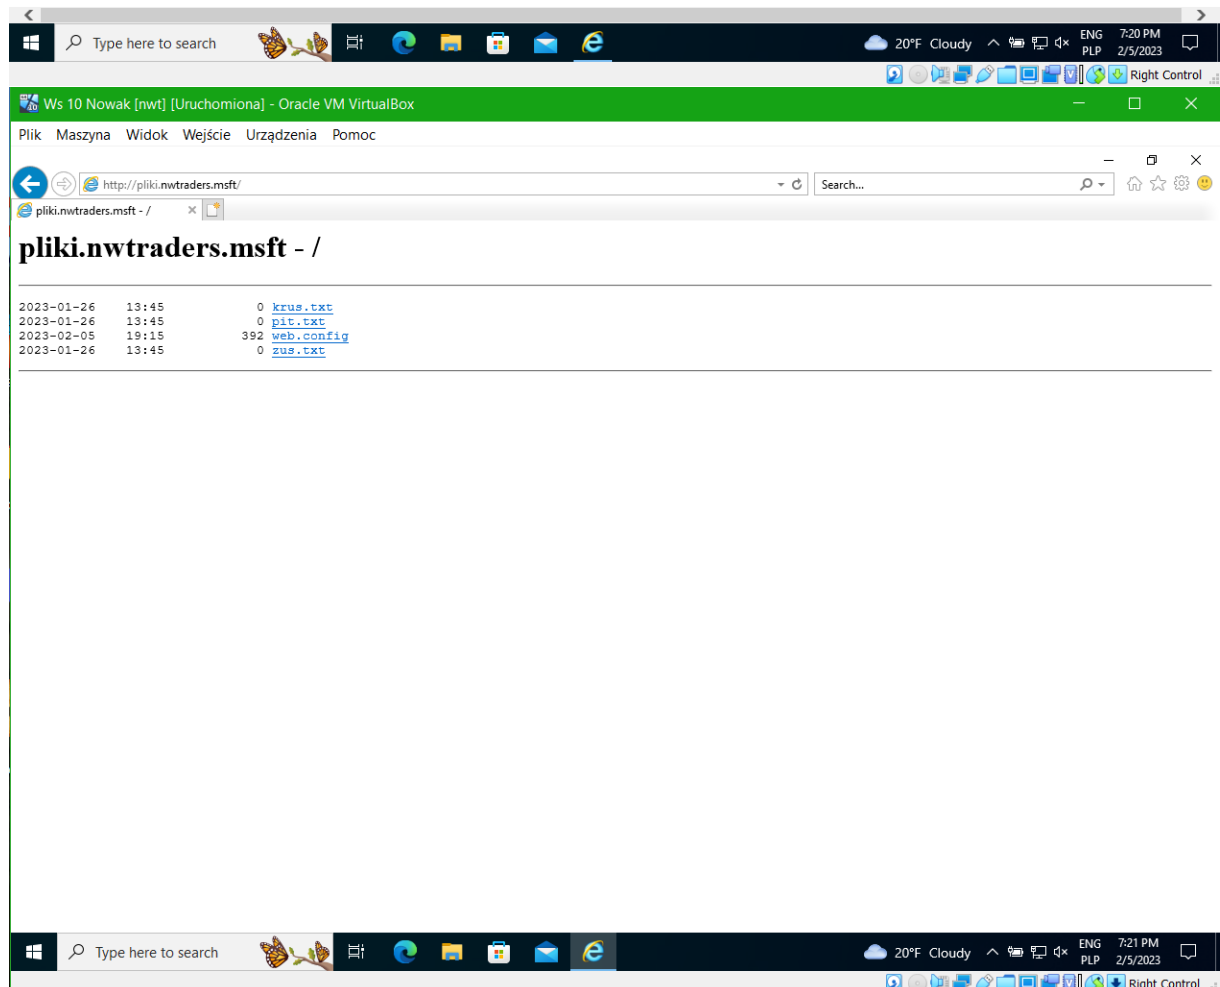 Type here to search
20°F Cloudy
ENG
7:20 PM
PLP
2/5/2023
Right Control
Ws 10 Nowak [nwt] [Uruchomiona] - Oracle VM VirtualBox
Plik Maszyna Widok Wejście Urządzenia Pomoc
http://pliki.nwtraders.msft/
Search...
pliki.nwtraders.msft - /
pliki.nwtraders.msft - /
2023-01-26 13:45 0 krus.txt
2023-01-26 13:45 0 pit.txt
2023-02-05 19:15 392 web.config
2023-01-26 13:45 0 zus.txt
Type here to search
20°F Cloudy
ENG
7:21 PM
PLP
2/5/2023
Right Control